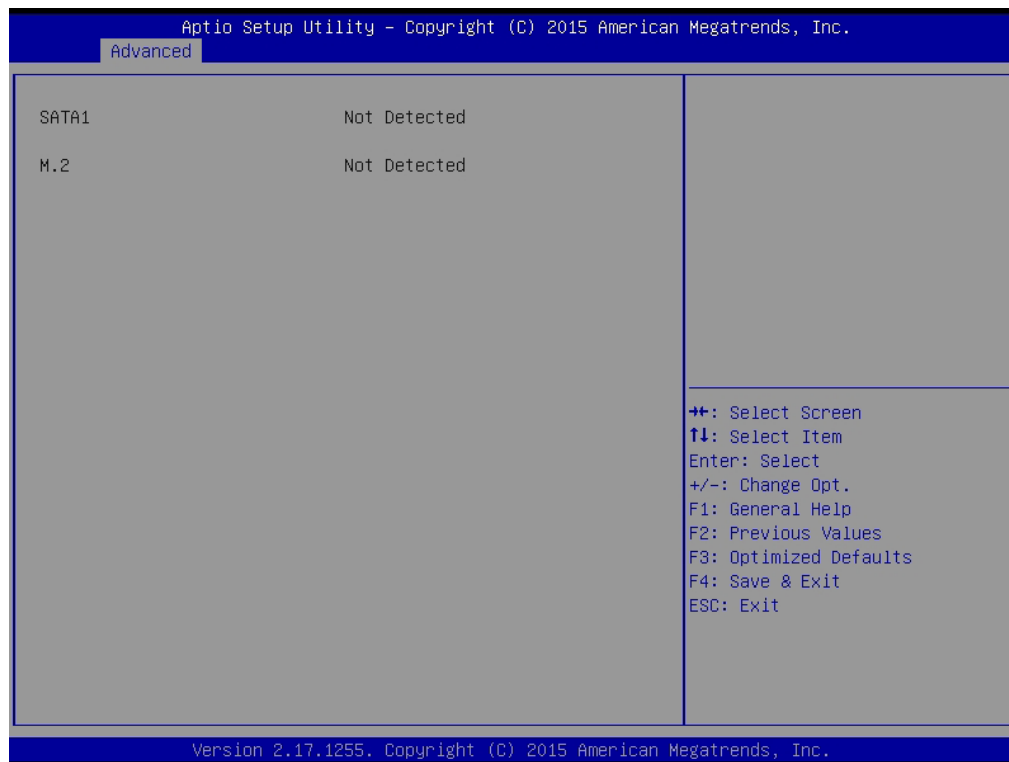 Aptio Setup Utility – Copyright (C) 2015 American Megatrends, Inc.
Advanced
SATA1 Not Detected
M.2 Not Detected
→←: Select Screen
↑↓: Select Item
Enter: Select
+/-: Change Opt.
F1: General Help
F2: Previous Values
F3: Optimized Defaults
F4: Save & Exit
ESC: Exit
Version 2.17.1255. Copyright (C) 2015 American Megatrends, Inc.